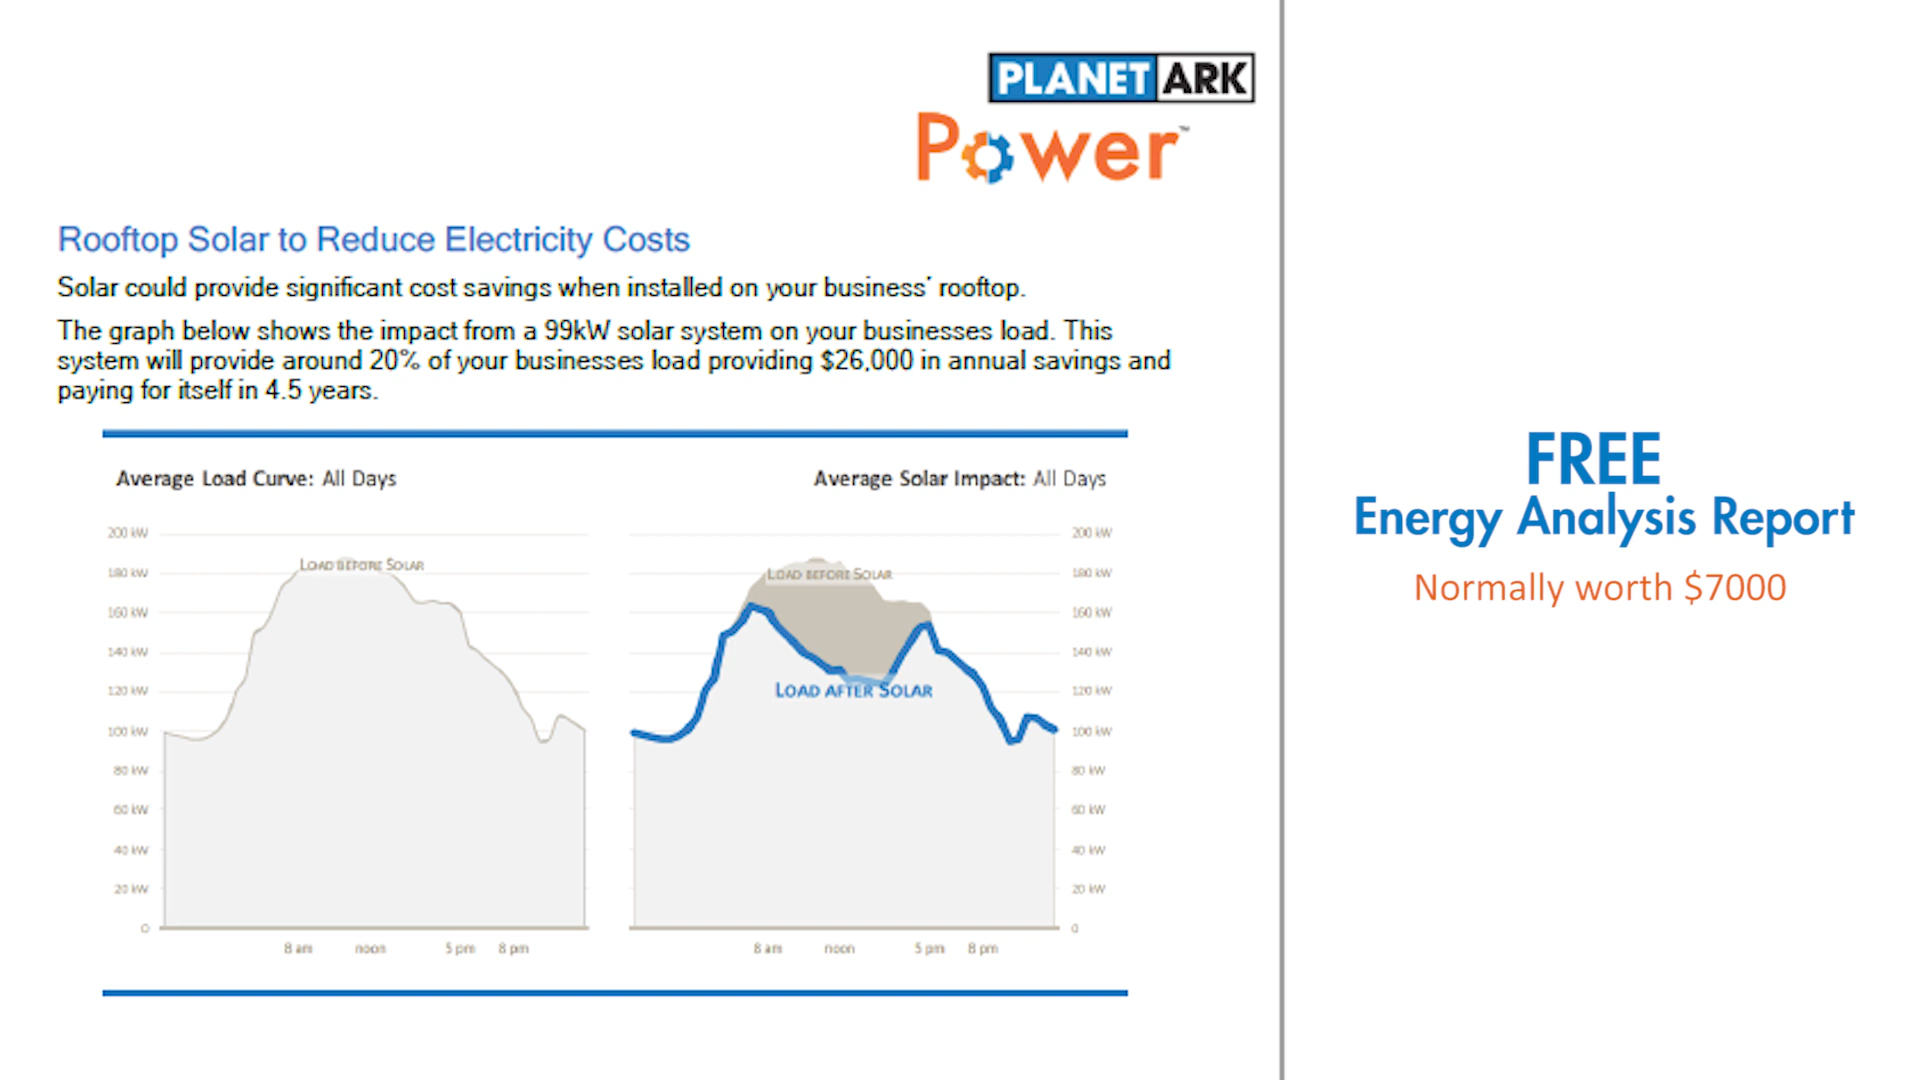 PLANET ARK
Power™
Rooftop Solar to Reduce Electricity Costs
Solar could provide significant cost savings when installed on your business' rooftop.
The graph below shows the impact from a 99kW solar system on your businesses load. This
system will provide around 20% of your businesses load providing $26,000 in annual savings and
paying for itself in 4.5 years.
Average Load Curve: All Days
200 kW
180 kW
160 kW
140 kW
120 kW
100 kW
80 kW
60 kW
40 kW
20 kW
0
LOAD BEFORE SOLAR
8 am noon 5 pm 8 pm
Average Solar Impact: All Days
200 kW
180 kW
160 kW
140 kW
120 kW
100 kW
80 kW
60 kW
40 kW
20 kW
0
LOAD BEFORE SOLAR
LOAD AFTER SOLAR
8 am noon 5 pm 8 pm
FREE
Energy Analysis Report
Normally worth $7000